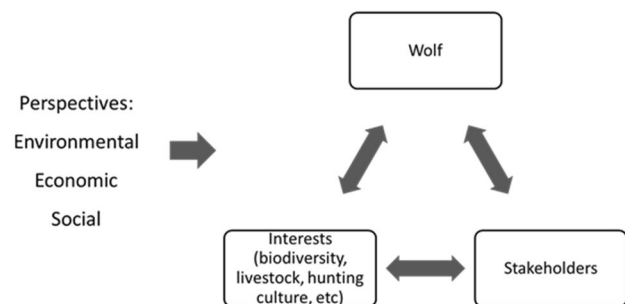 Wolf
Perspectives:
Environmental
Economic
Social
Interests
(biodiversity,
livestock, hunting
culture, etc)
Stakeholders